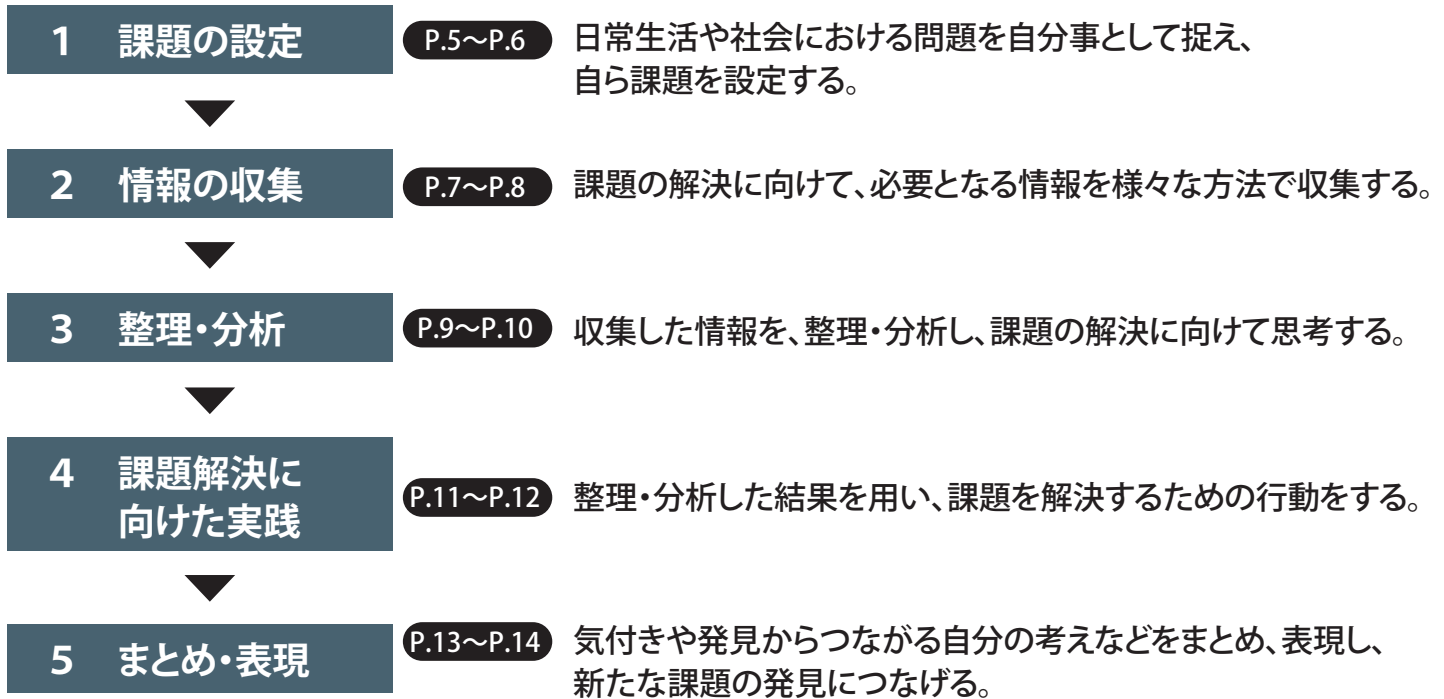 1 課題の設定
P.5～P.6
日常生活や社会における問題を自分事として捉え、
自ら課題を設定する。
2 情報の収集
P.7～P.8
課題の解決に向けて、必要となる情報を様々な方法で収集する。
3 整理・分析
P.9～P.10
収集した情報を、整理・分析し、課題の解決に向けて思考する。
4 課題解決に
向けた実践
P.11～P.12
整理・分析した結果を用い、課題を解決するための行動をする。
5 まとめ・表現
P.13～P.14
気付きや発見からつながる自分の考えなどをまとめ、表現し、
新たな課題の発見につなげる。